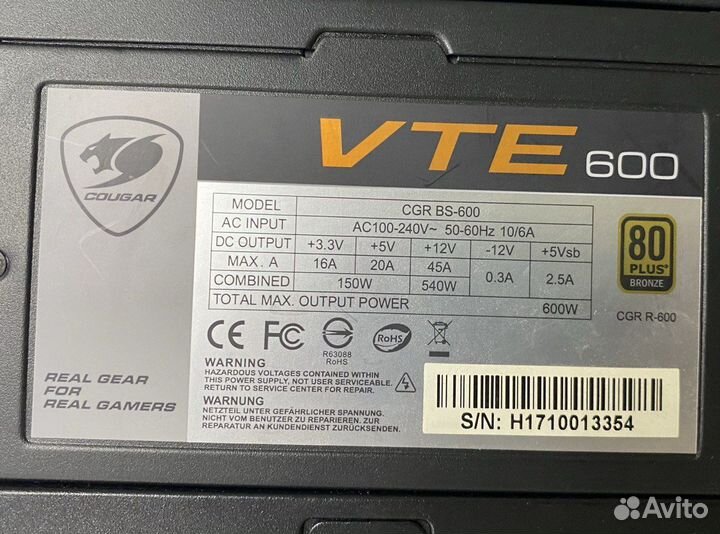 VTE 600
COUGAR
MODEL CGR BS-600
AC INPUT AC100-240V~ 50-60Hz 10/6A
DC OUTPUT +3.3V +5V +12V -12V +5Vsb
MAX. A 16A 20A 45A 0.3A 2.5A
COMBINED 150W 540W
TOTAL MAX. OUTPUT POWER 600W
80
PLUS
BRONZE
CGR R-600
CE FC
R63088
RoHS
RoHS
WARNING
HAZARDOUS VOLTAGES CONTAINED WITHIN
THIS POWER SUPPLY, NOT USER SERVICEABLE.
RETURN TO SERVICE CENTER FOR REPAIR.
WARNUNG
NETZTEIL UNTER GEFÄHRLICHER SPANNUNG.
NICHT VOM BENUTZER ZU REPARIEREN. ZUR
REPARATUR AN KUNDENDIENST ZURÜCKSENDEN.
REAL GEAR
FOR
REAL GAMERS
S/N: H1710013354
Avito